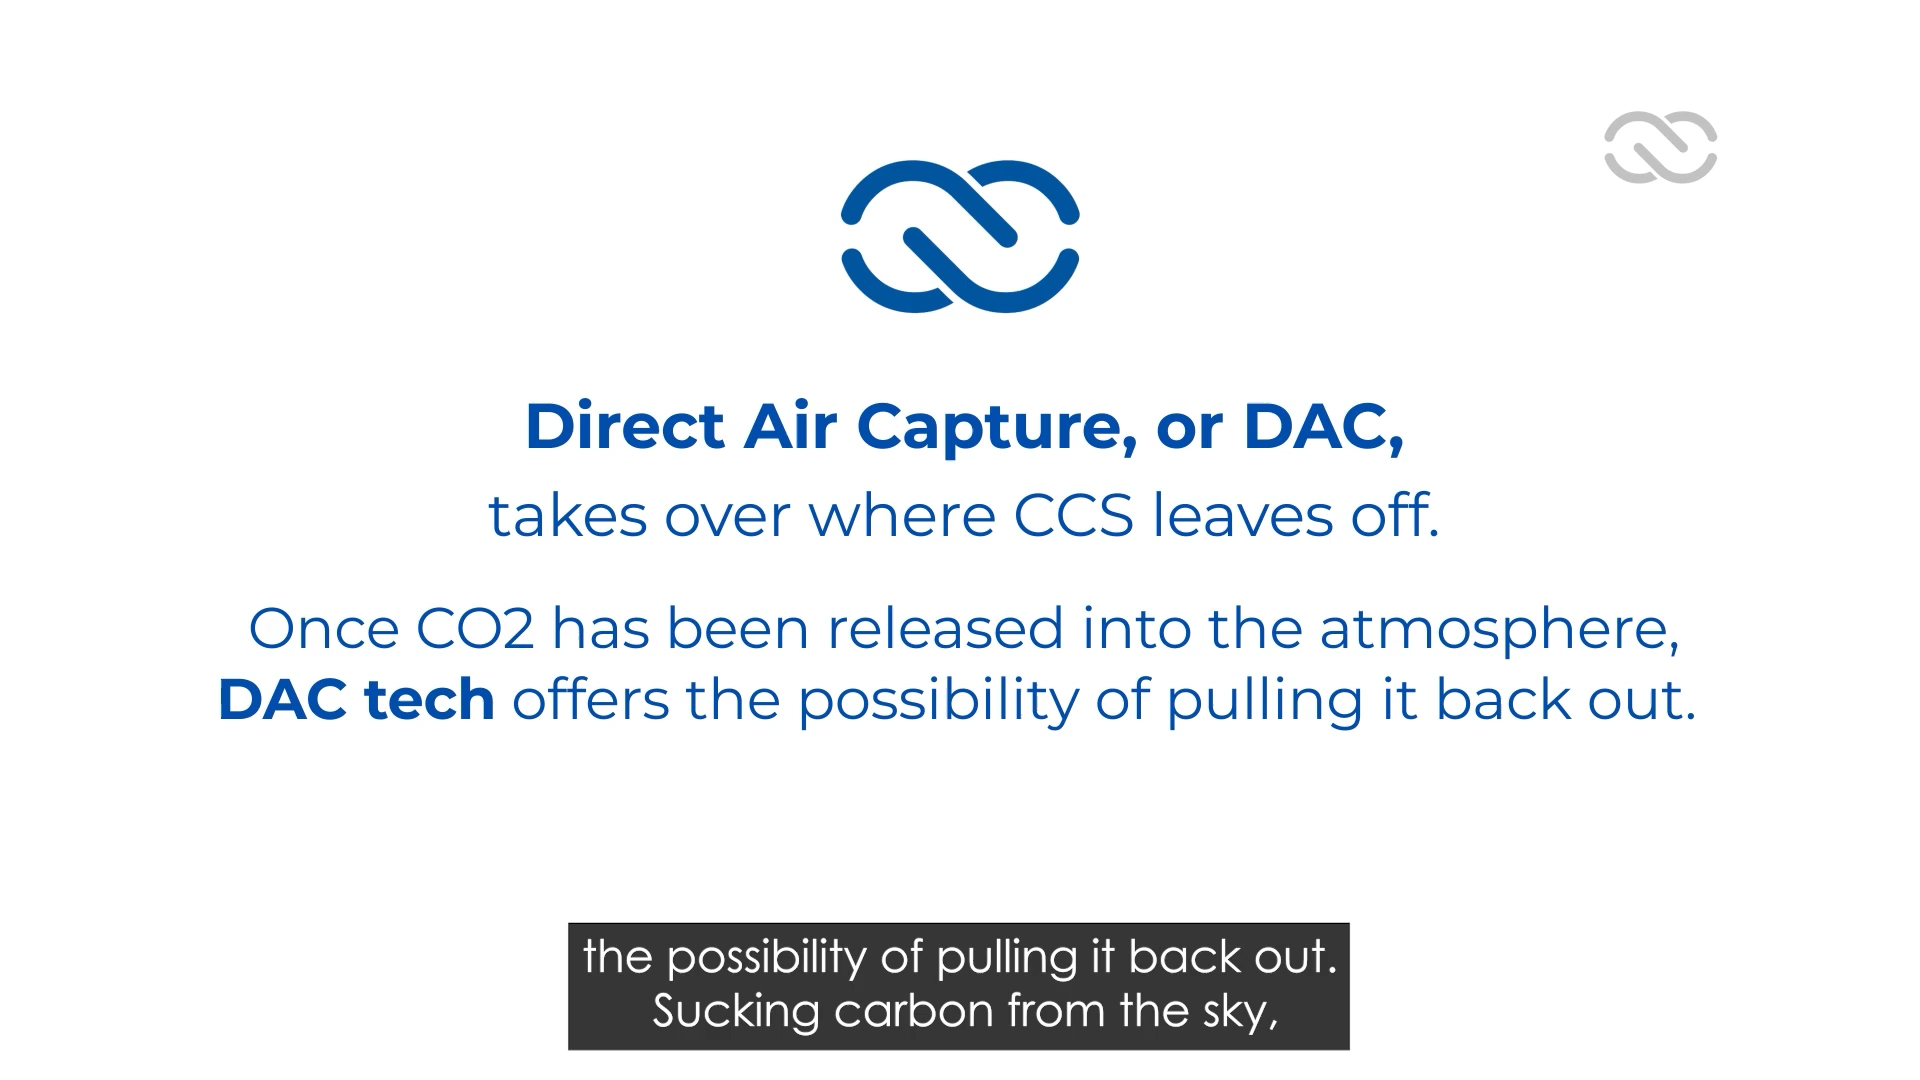 Direct Air Capture, or DAC,
takes over where CCS leaves off.
Once CO2 has been released into the atmosphere,
DAC tech offers the possibility of pulling it back out.
the possibility of pulling it back out.
Sucking carbon from the sky,